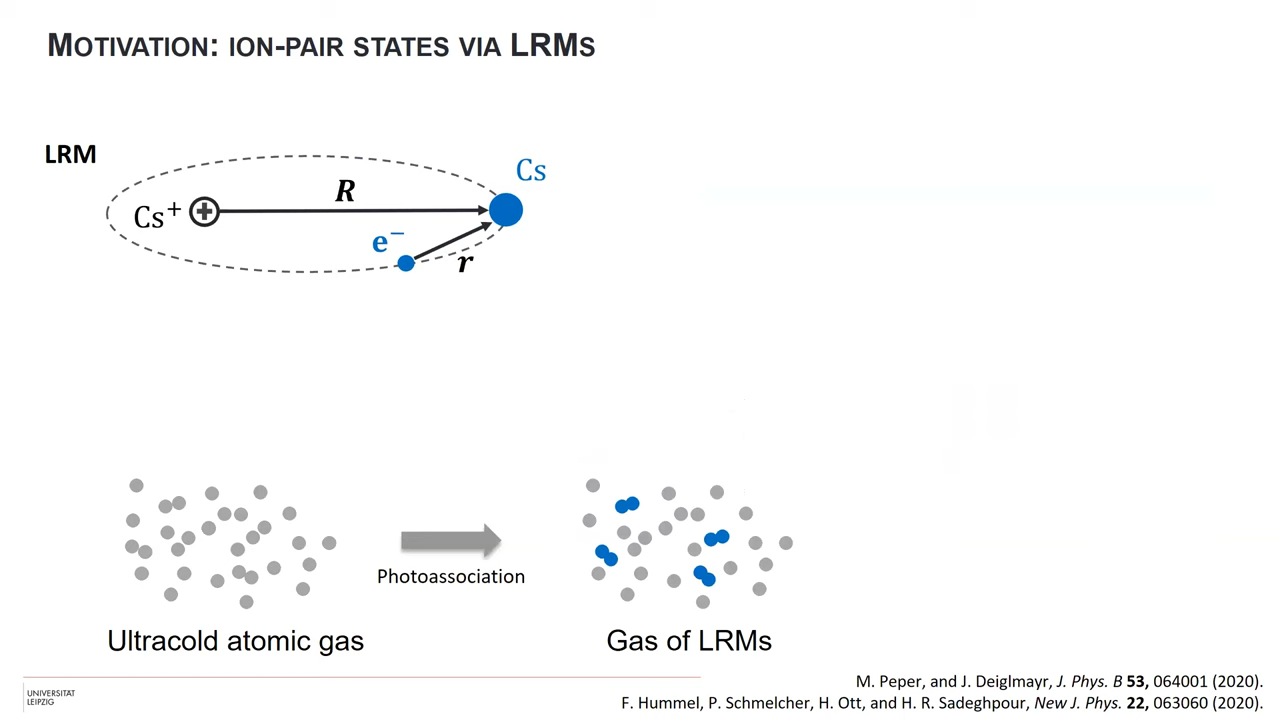 MOTIVATION: ION-PAIR STATES VIA LRMS
LRM
Cs
R
Cs⁺
e⁻
r
Photoassociation
Ultracold atomic gas
Gas of LRMs
M. Peper, and J. Deiglmayr, J. Phys. B 53, 064001 (2020).
UNIVERSITAT
LEIPZIG
F. Hummel, P. Schmelcher, H. Ott, and H. R. Sadeghpour, New J. Phys. 22, 063060 (2020).